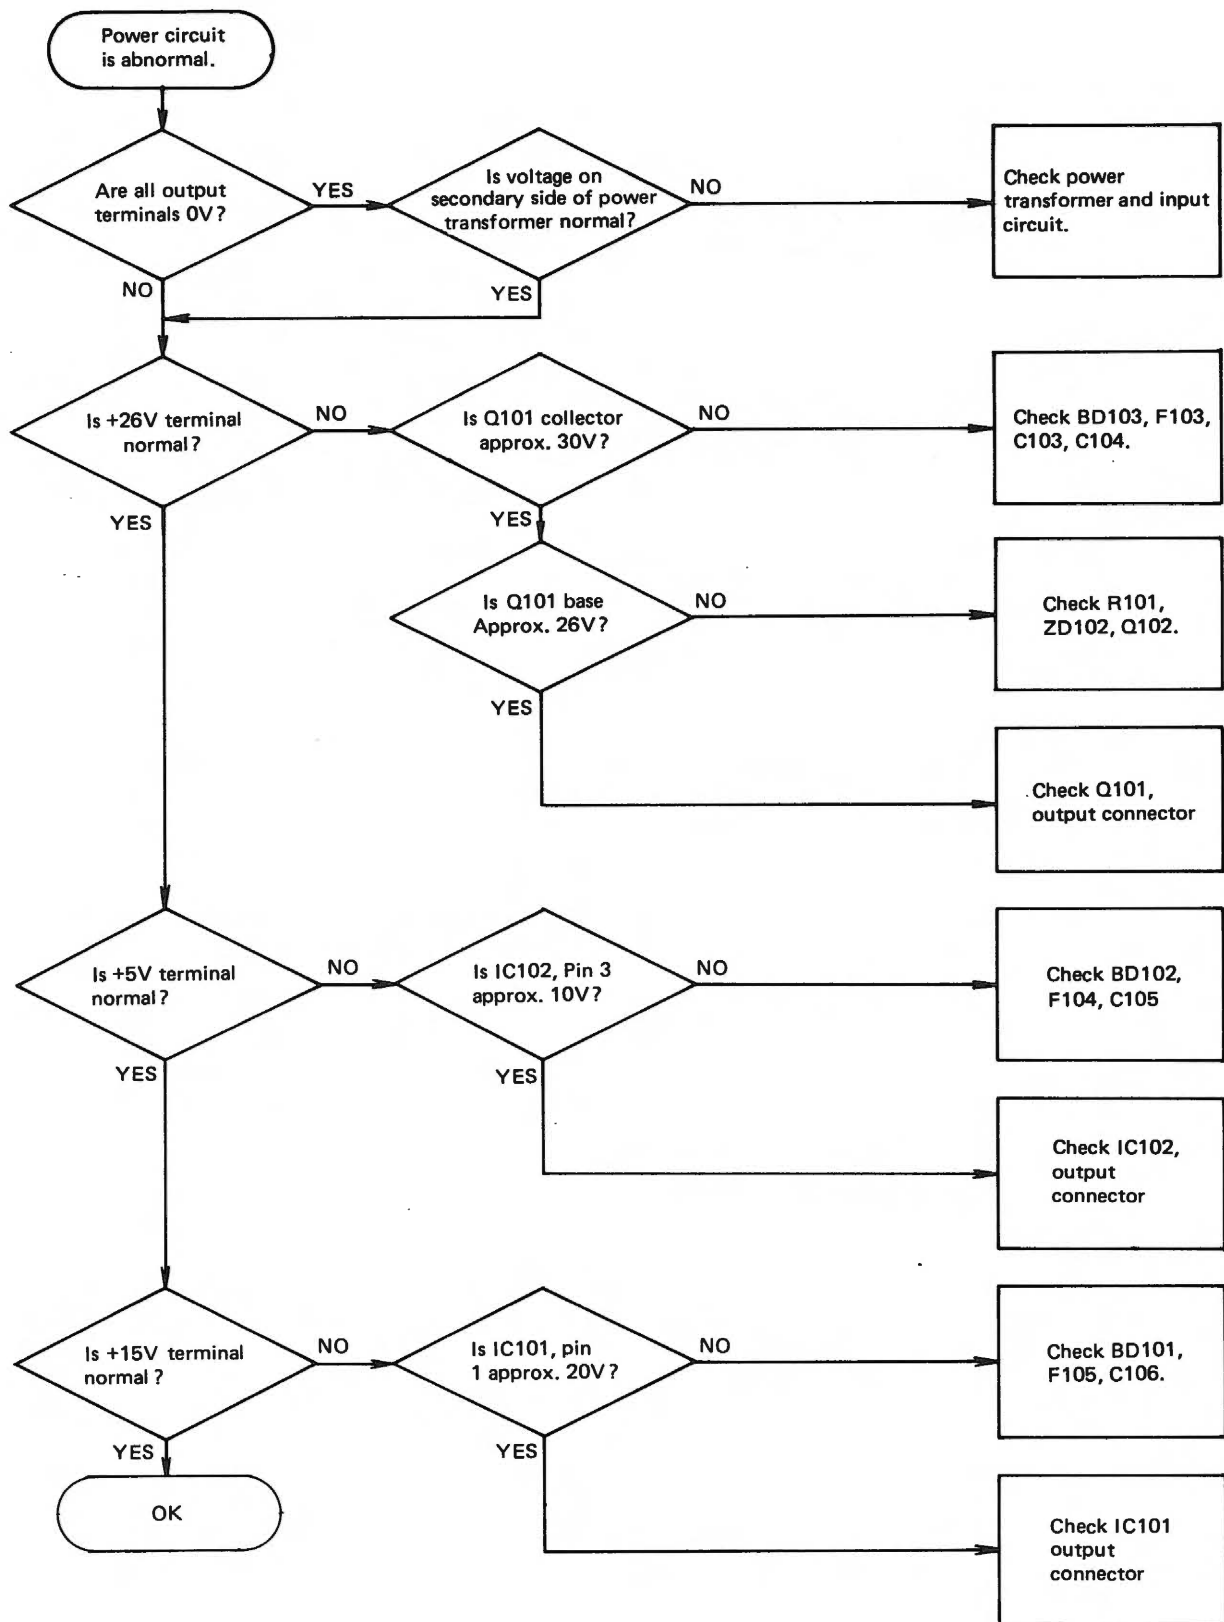 Power circuit
is abnormal.
Are all output
terminals 0V?
YES
Is voltage on
secondary side of power
transformer normal?
NO
Check power
transformer and input
circuit.
NO
YES
Is +26V terminal
normal?
NO
Is Q101 collector
approx. 30V?
NO
Check BD103, F103,
C103, C104.
YES
YES
Is Q101 base
Approx. 26V?
NO
Check R101,
ZD102, Q102.
YES
Check Q101,
output connector
Is +5V terminal
normal?
NO
Is IC102, Pin 3
approx. 10V?
NO
Check BD102,
F104, C105
YES
YES
Check IC102,
output
connector
Is +15V terminal
normal?
NO
Is IC101, pin
1 approx. 20V?
NO
Check BD101,
F105, C106.
YES
YES
OK
Check IC101
output
connector